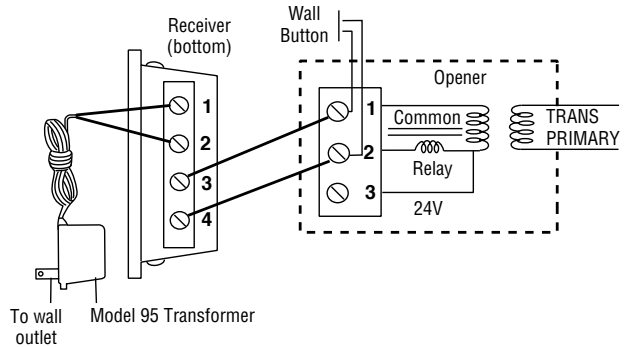 Receiver
(bottom)
Wall
Button
Opener
1
2
3
4
1
2
3
Common
Relay
24V
TRANS
PRIMARY
To wall
outlet
Model 95 Transformer